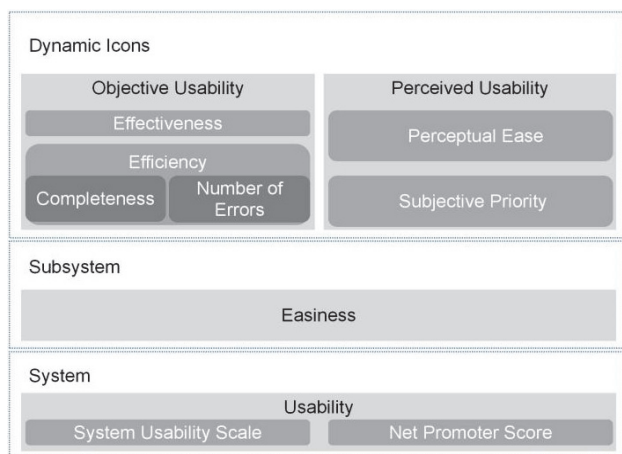 Dynamic Icons
Objective Usability
Effectiveness
Efficiency
Completeness
Number of
Errors
Perceived Usability
Perceptual Ease
Subjective Priority
Subsystem
Easiness
System
Usability
System Usability Scale
Net Promoter Score